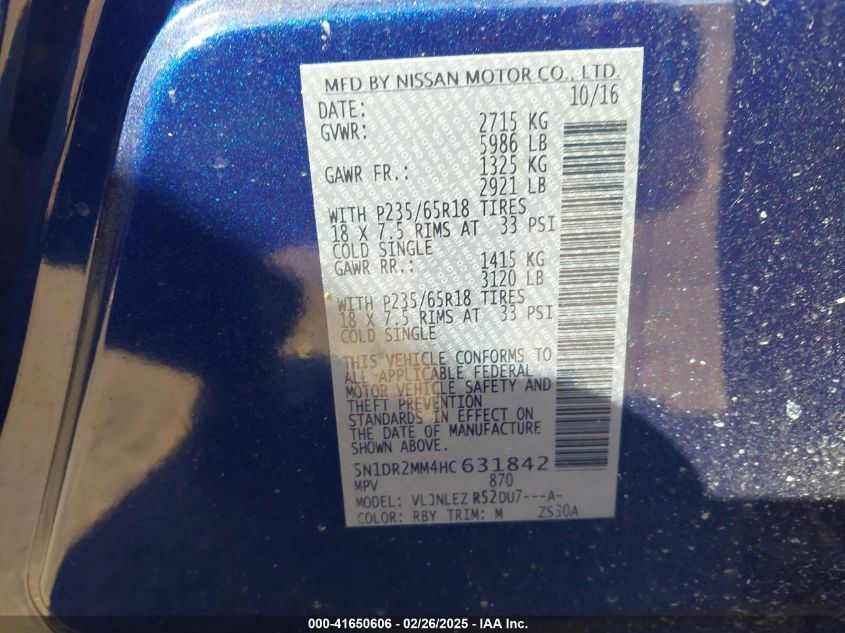 MFD BY NISSAN MOTOR CO., LTD.
DATE: 10/16
GVWR: 2715 KG
5986 LB
GAWR FR.: 1325 KG
2921 LB
WITH P235/65R18 TIRES
18 X 7.5 RIMS AT 33 PSI
COLD SINGLE
GAWR RR.: 1415 KG
3120 LB
WITH P235/65R18 TIRES
18 X 7.5 RIMS AT 33 PSI
COLD SINGLE
THIS VEHICLE CONFORMS TO
ALL APPLICABLE FEDERAL
MOTOR VEHICLE SAFETY AND
THEFT PREVENTION
STANDARDS IN EFFECT ON
THE DATE OF MANUFACTURE
SHOWN ABOVE.
5N1DR2MM4HC 631842
MPV 870
MODEL: VLJNLEZ R52DU7---A-
COLOR: RBY TRIM: M ZS30A
000-41650606 - 02/26/2025 - IAA Inc.